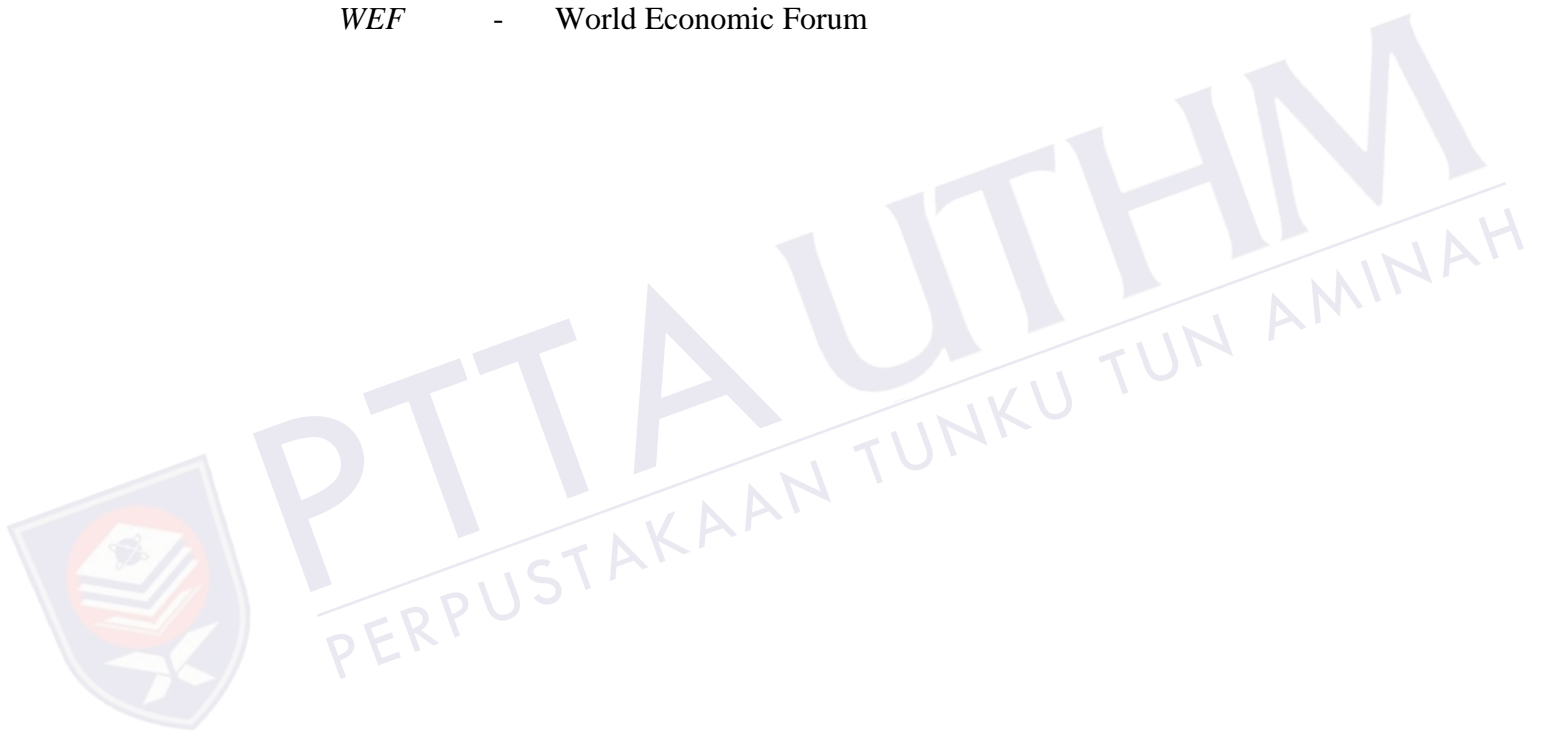 WEF - World Economic Forum
PTTA UTHM
PERPUSTAKAAN TUNKU TUN AMINAH